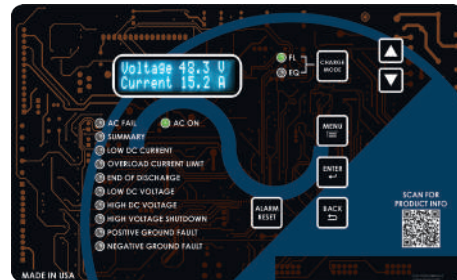 Voltage 48.3 V
Current 15.2 A
FL
EQ
CHARGE
MODE
AC FAIL
AC ON
SUMMARY
LOW DC CURRENT
OVERLOAD CURRENT LIMIT
END OF DISCHARGE
LOW DC VOLTAGE
HIGH DC VOLTAGE
HIGH VOLTAGE SHUTDOWN
POSITIVE GROUND FAULT
NEGATIVE GROUND FAULT
MENU
ENTER
ALARM
RESET
BACK
SCAN FOR
PRODUCT INFO
MADE IN USA